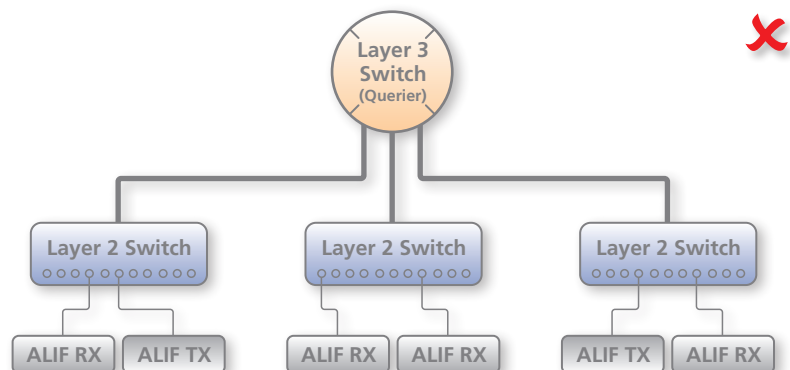 Layer 3
Switch
(Querier)
Layer 2 Switch
Layer 2 Switch
Layer 2 Switch
ALIF RX
ALIF TX
ALIF RX
ALIF RX
ALIF TX
ALIF RX